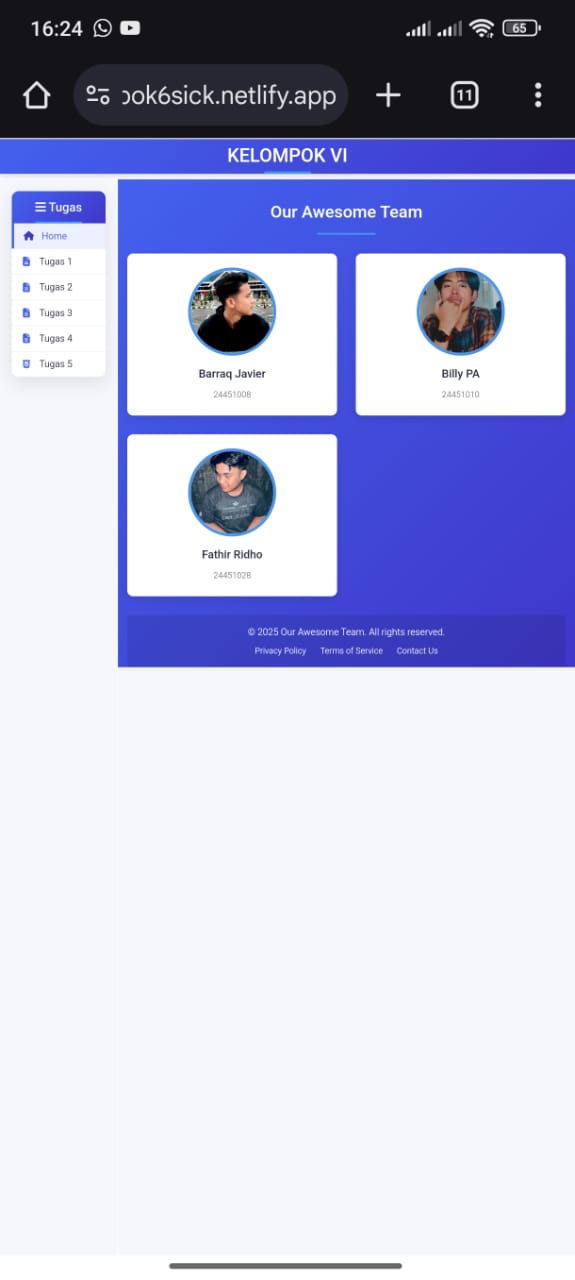 16:24
65
ook6sick.netlify.app
11
KELOMPOK VI
Tugas
Home
Tugas 1
Tugas 2
Tugas 3
Tugas 4
Tugas 5
Our Awesome Team
Barraq Javier
24451008
Billy PA
24451010
Fathir Ridho
24451028
© 2025 Our Awesome Team. All rights reserved.
Privacy Policy Terms of Service Contact Us